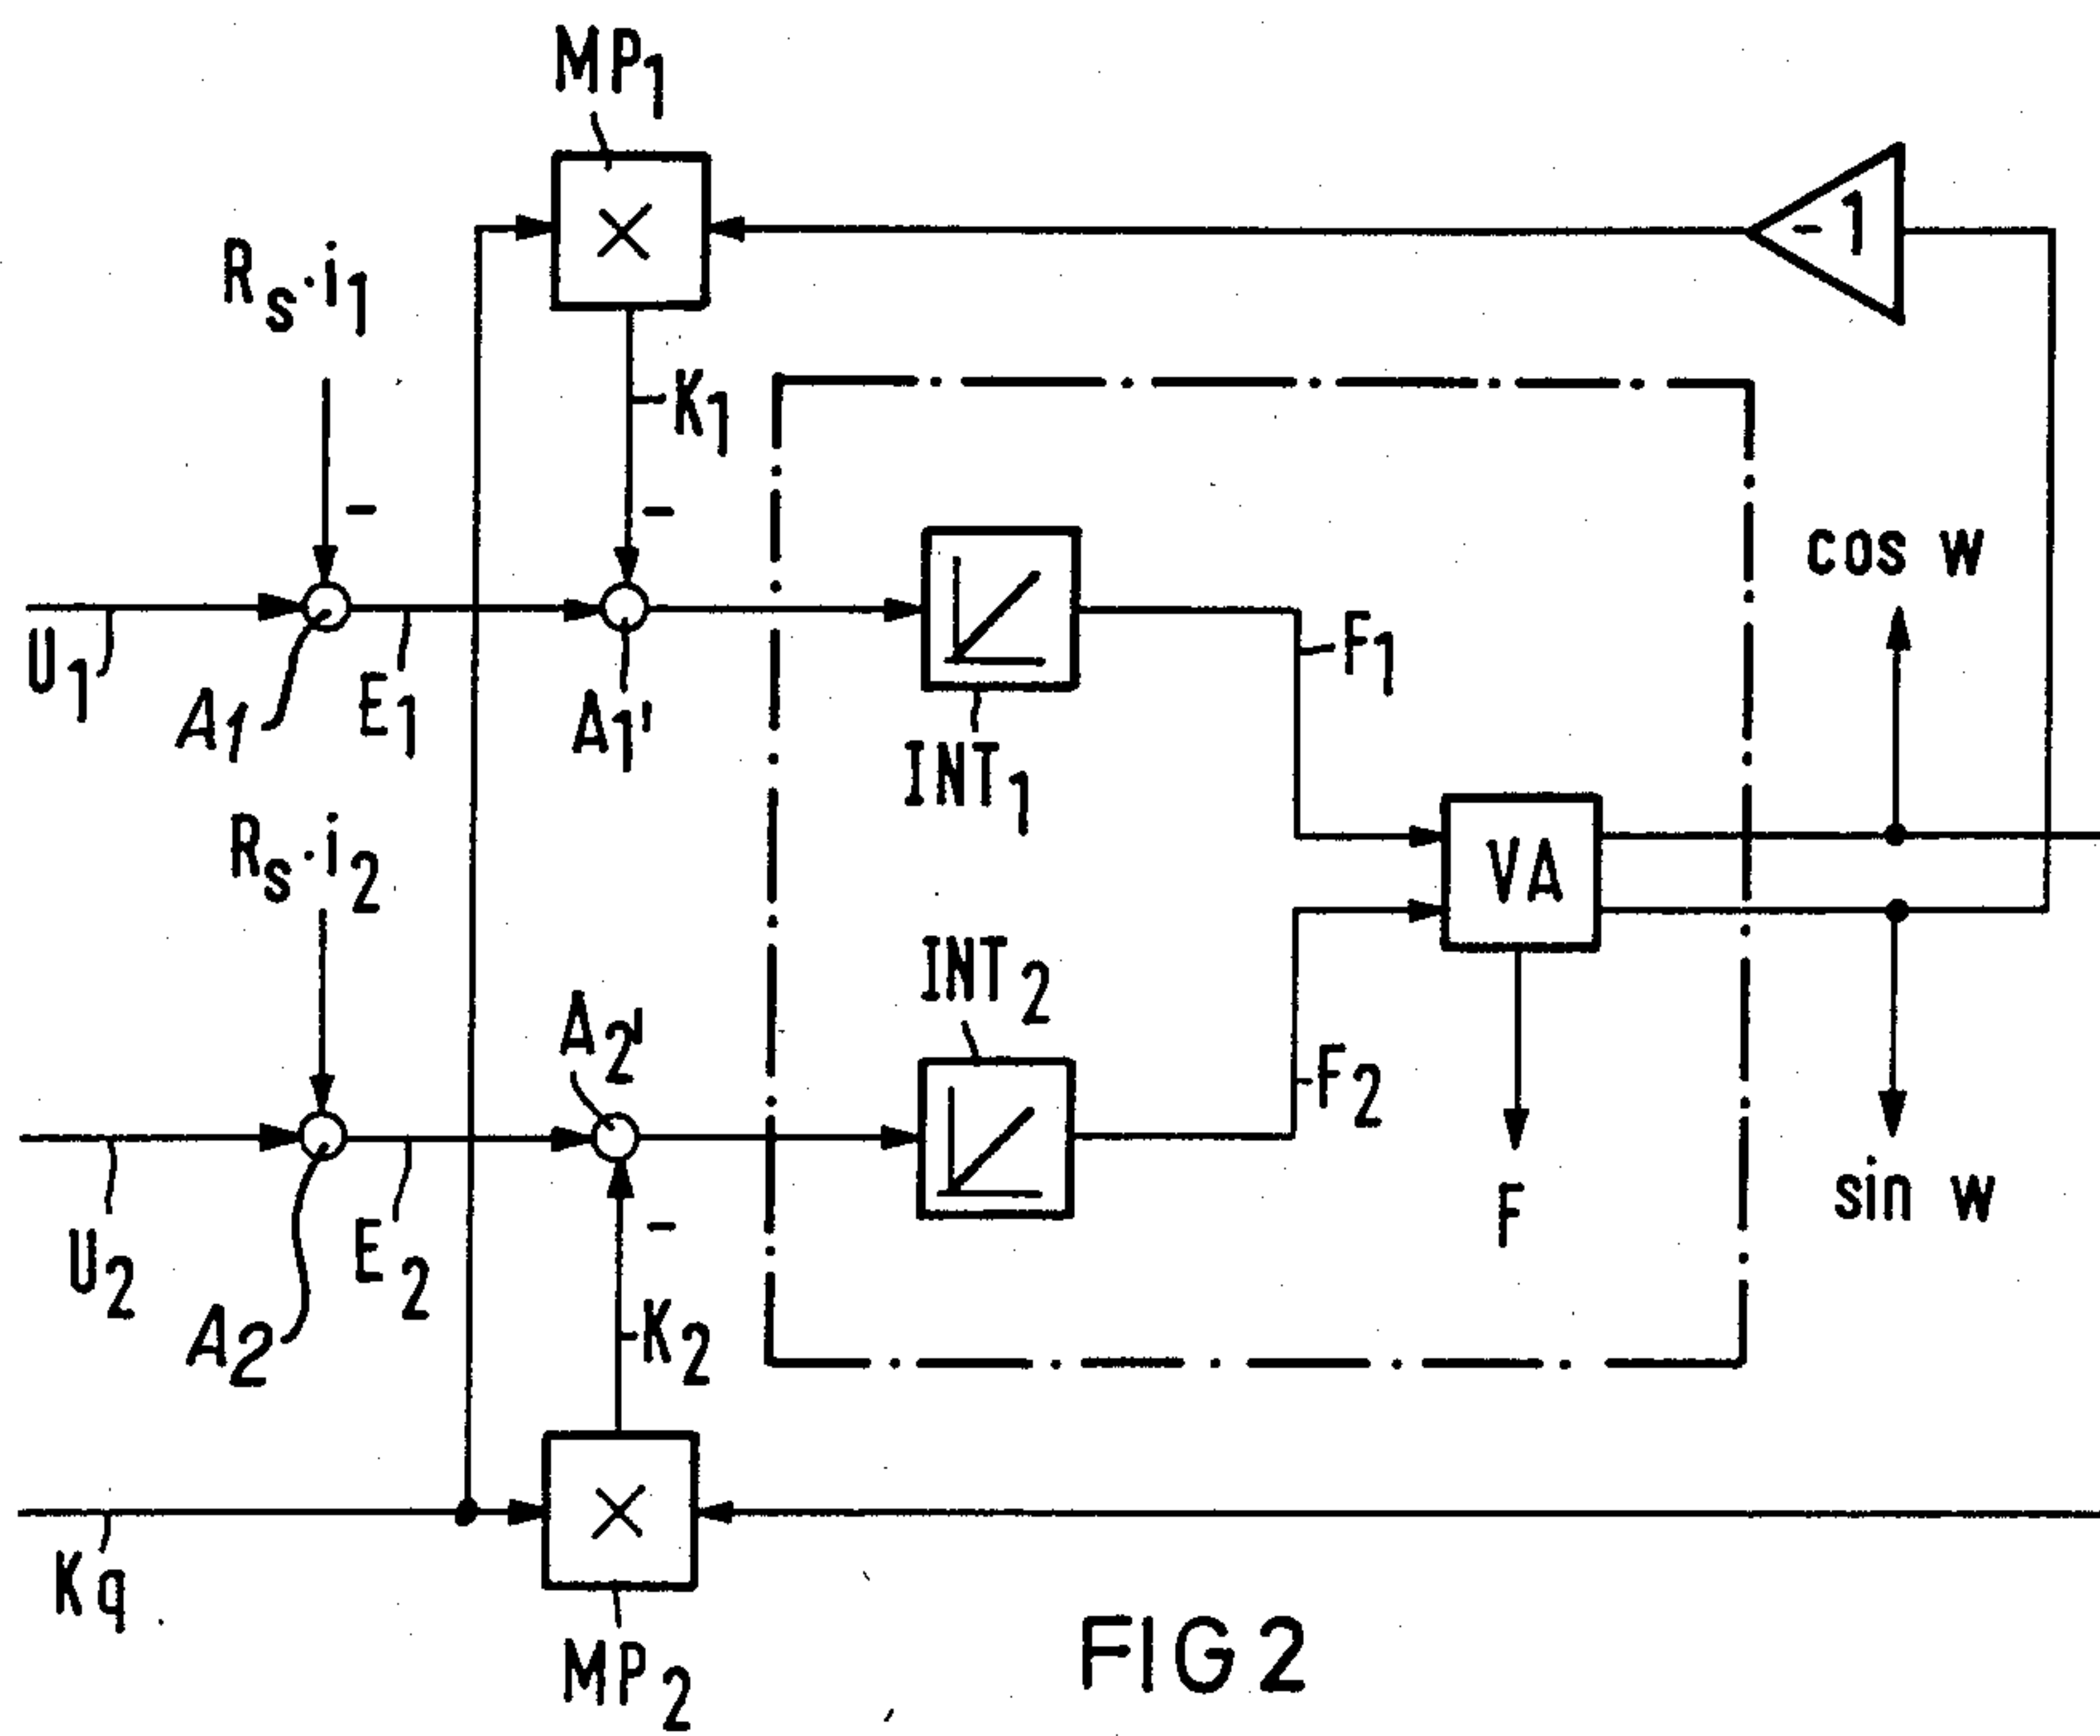 MP1
×
-1
Rs·i1
K1
-
-
cos w
U1
A1
E1
A1'
INT1
F1
VA
Rs·i2
INT2
A2'
F2
U2
A2
E2
-
K2
F
sin w
×
Kq
MP2
FIG 2